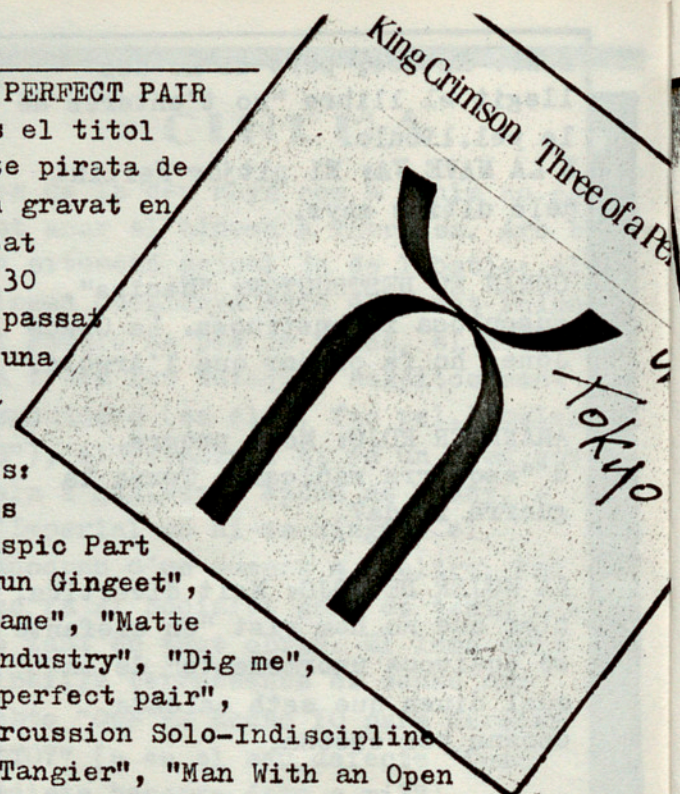 PERFECT PAIR
s el titol
se pirata de
gravat en
at
30
passat
una
s:
s
spic Part
un Gingeet",
ame", "Matte
ndustry", "Dig me",
perfect pair",
rcussion Solo-Indiscipline
Tangier", "Man With an Open
King Crimson Three of a Pe
Tokyo